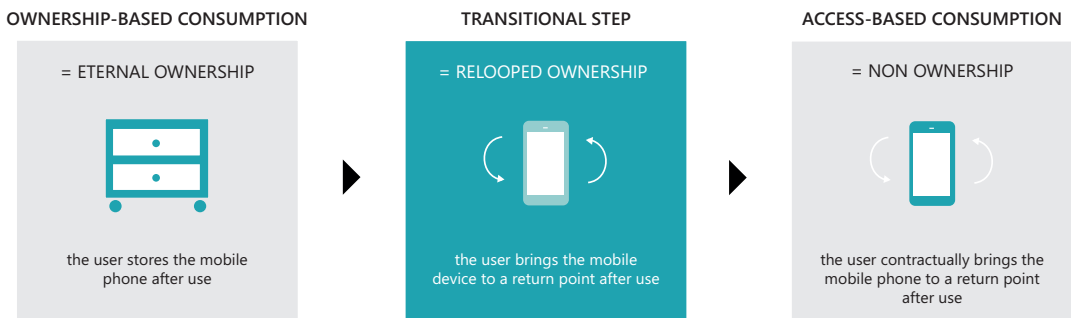 OWNERSHIP-BASED CONSUMPTION
= ETERNAL OWNERSHIP
the user stores the mobile
phone after use
TRANSITIONAL STEP
= RELOOPED OWNERSHIP
the user brings the mobile
device to a return point after use
ACCESS-BASED CONSUMPTION
= NON OWNERSHIP
the user contractually brings the
mobile phone to a return point
after use